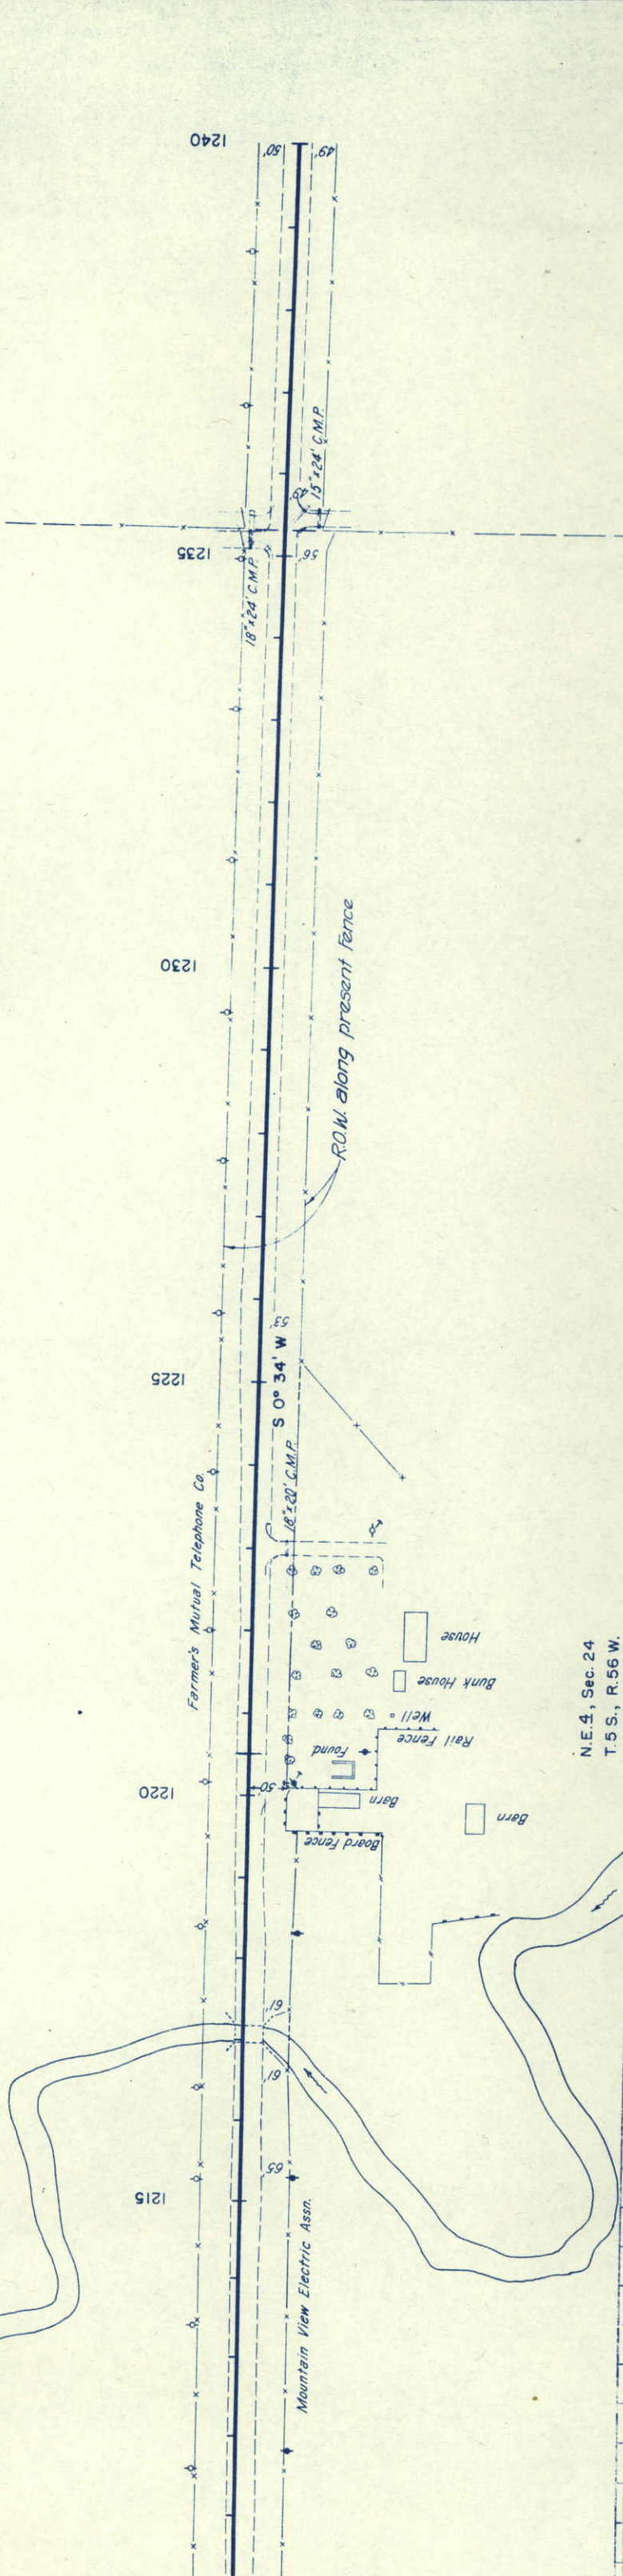 1240
50'
49'
15"x24' C.M.P.
1235
56'
18"x24' C.M.P.
1230
R.O.W. along present fence
53'
S 0° 34' W
1225
18"x20' C.M.P.
Farmer's Mutual Telephone Co.
House
Bunk House
Well
Rail Fence
Found
N.E.¼, Sec. 24
T.5 S., R.56 W.
1220
50'
Barn
Barn
Board Fence
61'
61'
65'
1215
Mountain View Electric Assn.